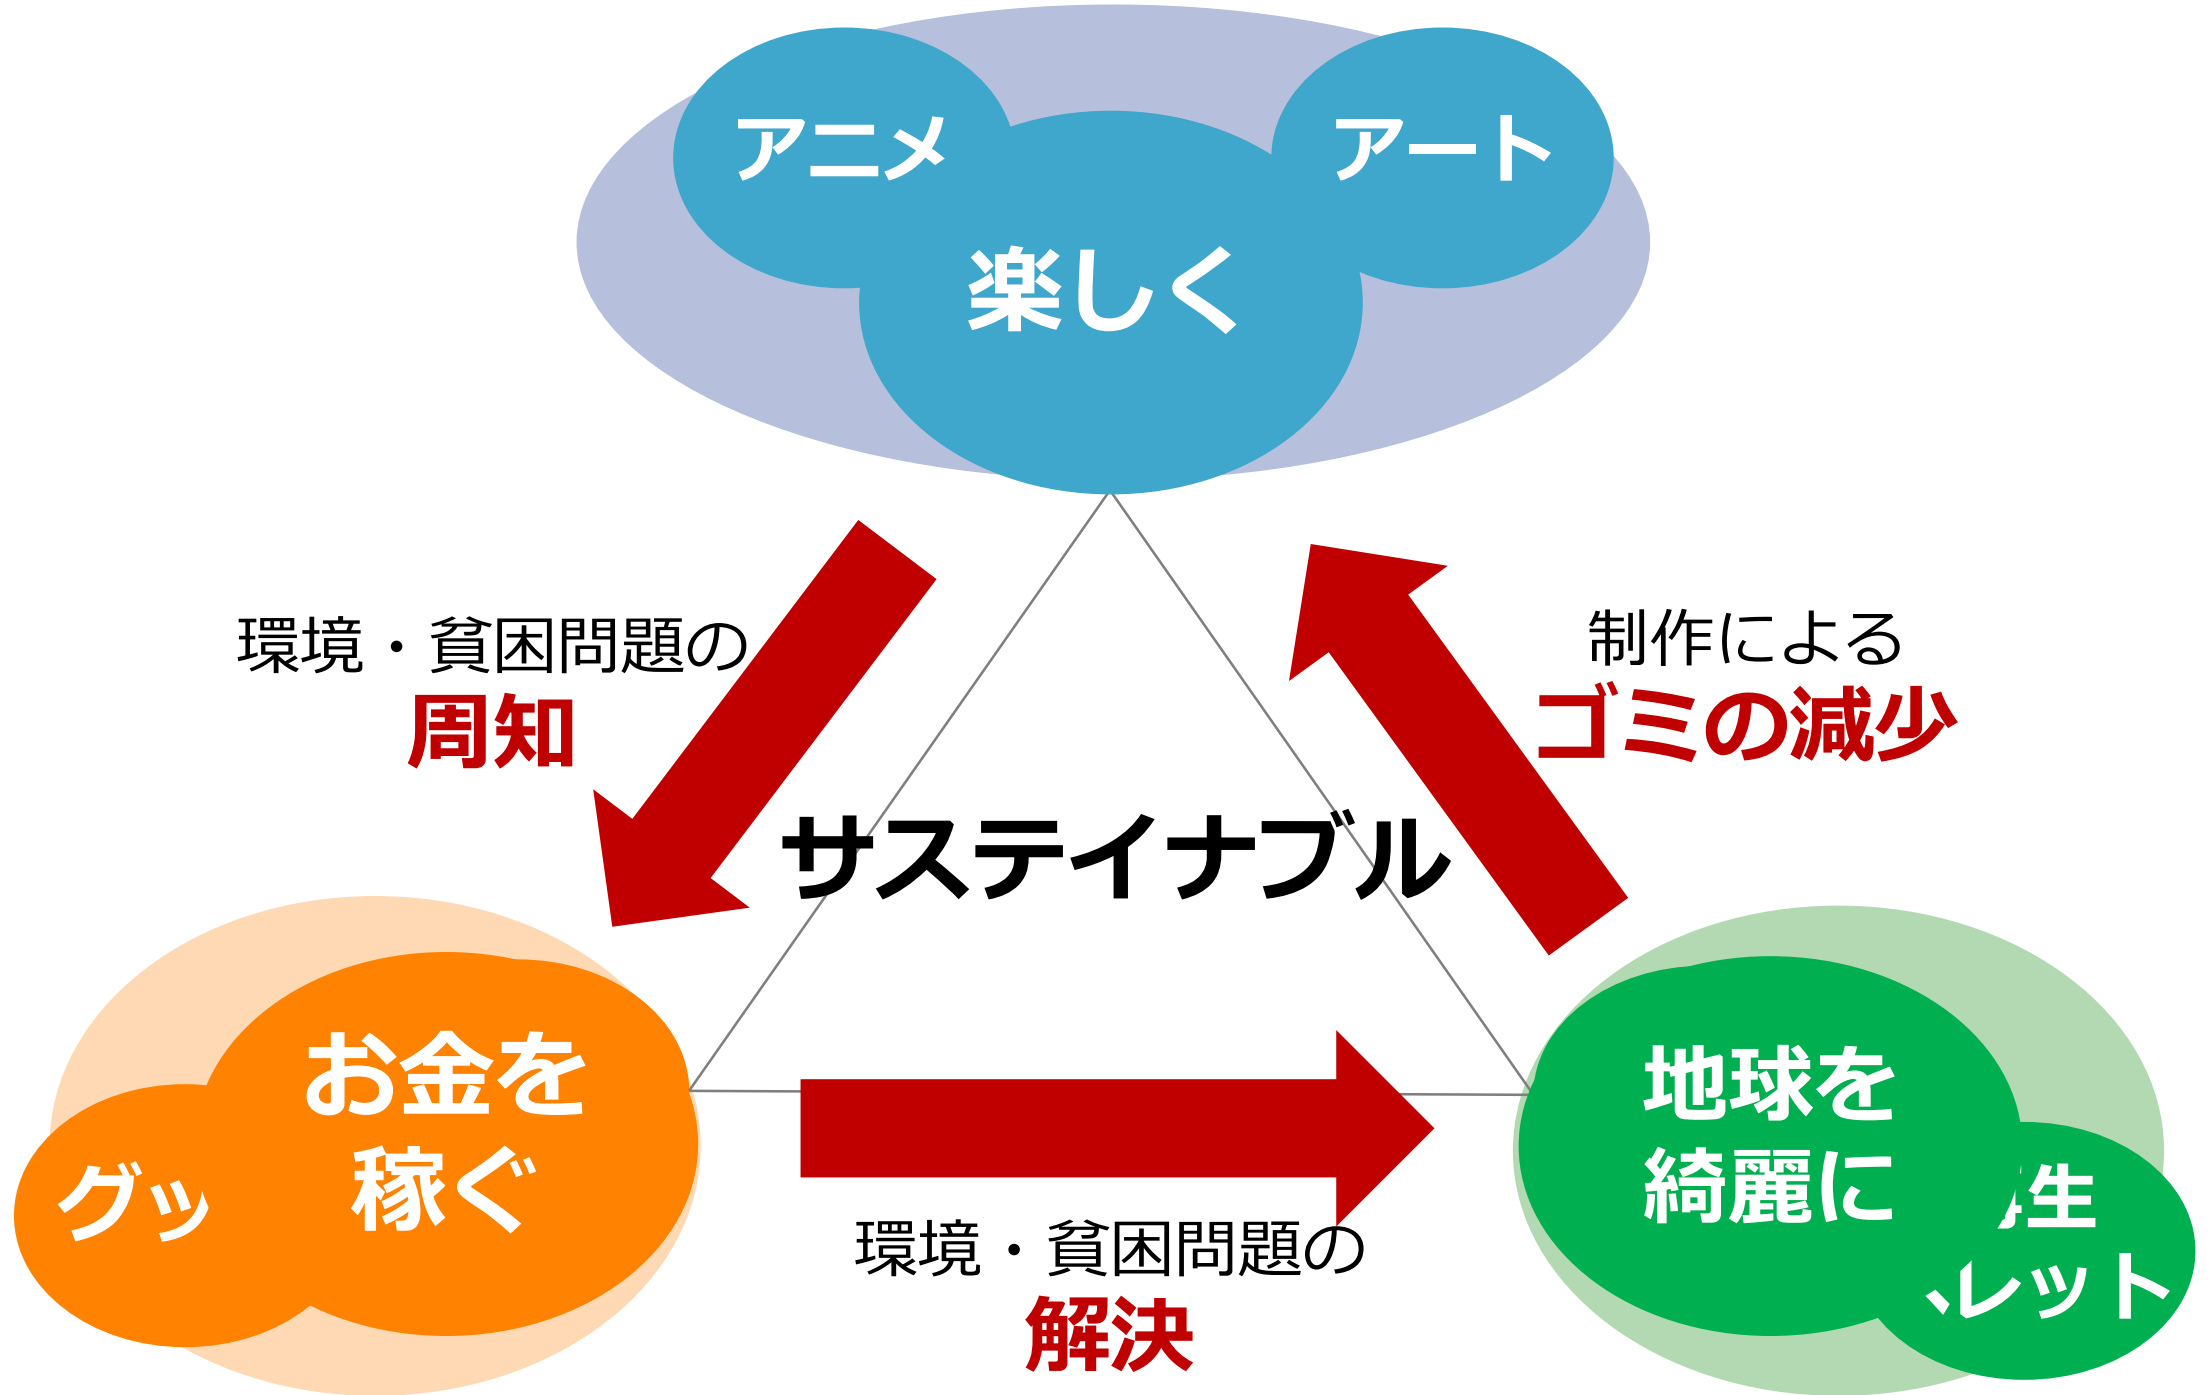 アニメ
アート
楽しく
環境・貧困問題の
周知
制作による
ゴミの減少
サステイナブル
お金を
稼ぐ
グッ
地球を
綺麗に
生
レット
環境・貧困問題の
解決